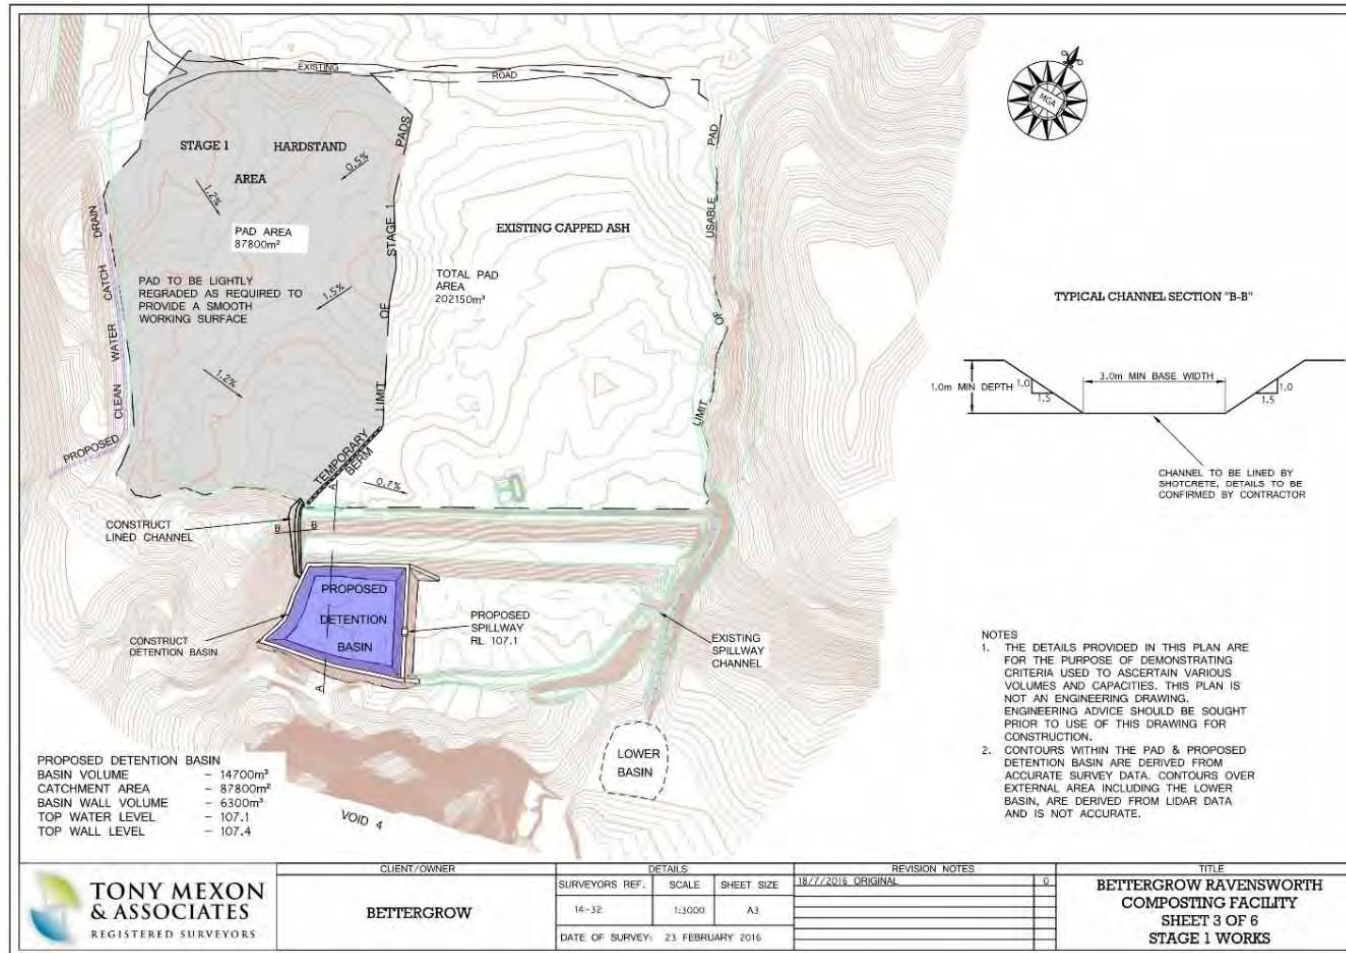 EXISTING
ROAD
MGA
STAGE 1
HARDSTAND
AREA
PADS
0.5%
1.2%
PAD AREA
87800m²
EXISTING CAPPED ASH
USABLE PAD
STAGE 1
DRAIN
CATCH
WATER
CLEAN
PROPOSED
PAD TO BE LIGHTLY
REGRADED AS REQUIRED TO
PROVIDE A SMOOTH
WORKING SURFACE
1.5%
TOTAL PAD
AREA
202150m³
OF
OF
LIMIT
LIMIT
1.2%
TEMPORARY
BERM
A
0.7%
TYPICAL CHANNEL SECTION "B-B"
1.0m MIN DEPTH
1.0
1.5
3.0m MIN BASE WIDTH
1.0
1.5
CHANNEL TO BE LINED BY
SHOTCRETE, DETAILS TO BE
CONFIRMED BY CONTRACTOR
CONSTRUCT
LINED CHANNEL
B
B
PROPOSED
DETENTION
BASIN
CONSTRUCT
DETENTION BASIN
PROPOSED
SPILLWAY
RL 107.1
EXISTING
SPILLWAY
CHANNEL
A
LOWER
BASIN
VOID 4
NOTES
1. THE DETAILS PROVIDED IN THIS PLAN ARE
FOR THE PURPOSE OF DEMONSTRATING
CRITERIA USED TO ASCERTAIN VARIOUS
VOLUMES AND CAPACITIES. THIS PLAN IS
NOT AN ENGINEERING DRAWING.
ENGINEERING ADVICE SHOULD BE SOUGHT
PRIOR TO USE OF THIS DRAWING FOR
CONSTRUCTION.
2. CONTOURS WITHIN THE PAD & PROPOSED
DETENTION BASIN ARE DERIVED FROM
ACCURATE SURVEY DATA. CONTOURS OVER
EXTERNAL AREA INCLUDING THE LOWER
BASIN, ARE DERIVED FROM LIDAR DATA
AND IS NOT ACCURATE.
PROPOSED DETENTION BASIN
BASIN VOLUME – 14700m³
CATCHMENT AREA – 87800m²
BASIN WALL VOLUME – 6300m³
TOP WATER LEVEL – 107.1
TOP WALL LEVEL – 107.4
TONY MEXON
& ASSOCIATES
REGISTERED SURVEYORS
CLIENT/OWNER
BETTERGROW
DETAILS
SURVEYORS REF. SCALE SHEET SIZE
14-32 1:3000 A3
DATE OF SURVEY: 23 FEBRUARY 2016
REVISION NOTES
18/7/2016 ORIGINAL 0
TITLE
BETTERGROW RAVENSWORTH
COMPOSTING FACILITY
SHEET 3 OF 6
STAGE 1 WORKS